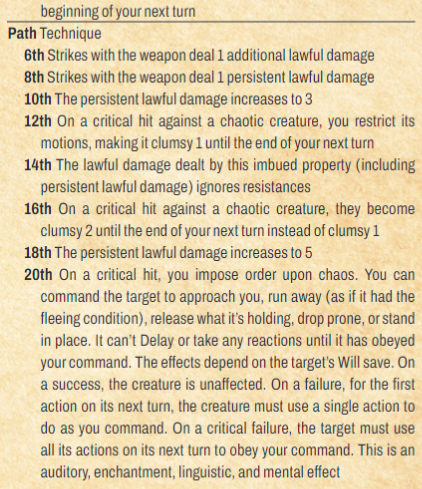 beginning of your next turn
Path Technique
6th Strikes with the weapon deal 1 additional lawful damage
8th Strikes with the weapon deal 1 persistent lawful damage
10th The persistent lawful damage increases to 3
12th On a critical hit against a chaotic creature, you restrict its
motions, making it clumsy 1 until the end of your next turn
14th The lawful damage dealt by this imbued property (including
persistent lawful damage) ignores resistances
16th On a critical hit against a chaotic creature, they become
clumsy 2 until the end of your next turn instead of clumsy 1
18th The persistent lawful damage increases to 5
20th On a critical hit, you impose order upon chaos. You can
command the target to approach you, run away (as if it had the
fleeing condition), release what it's holding, drop prone, or stand
in place. It can't Delay or take any reactions until it has obeyed
your command. The effects depend on the target's Will save. On
a success, the creature is unaffected. On a failure, for the first
action on its next turn, the creature must use a single action to
do as you command. On a critical failure, the target must use
all its actions on its next turn to obey your command. This is an
auditory, enchantment, linguistic, and mental effect